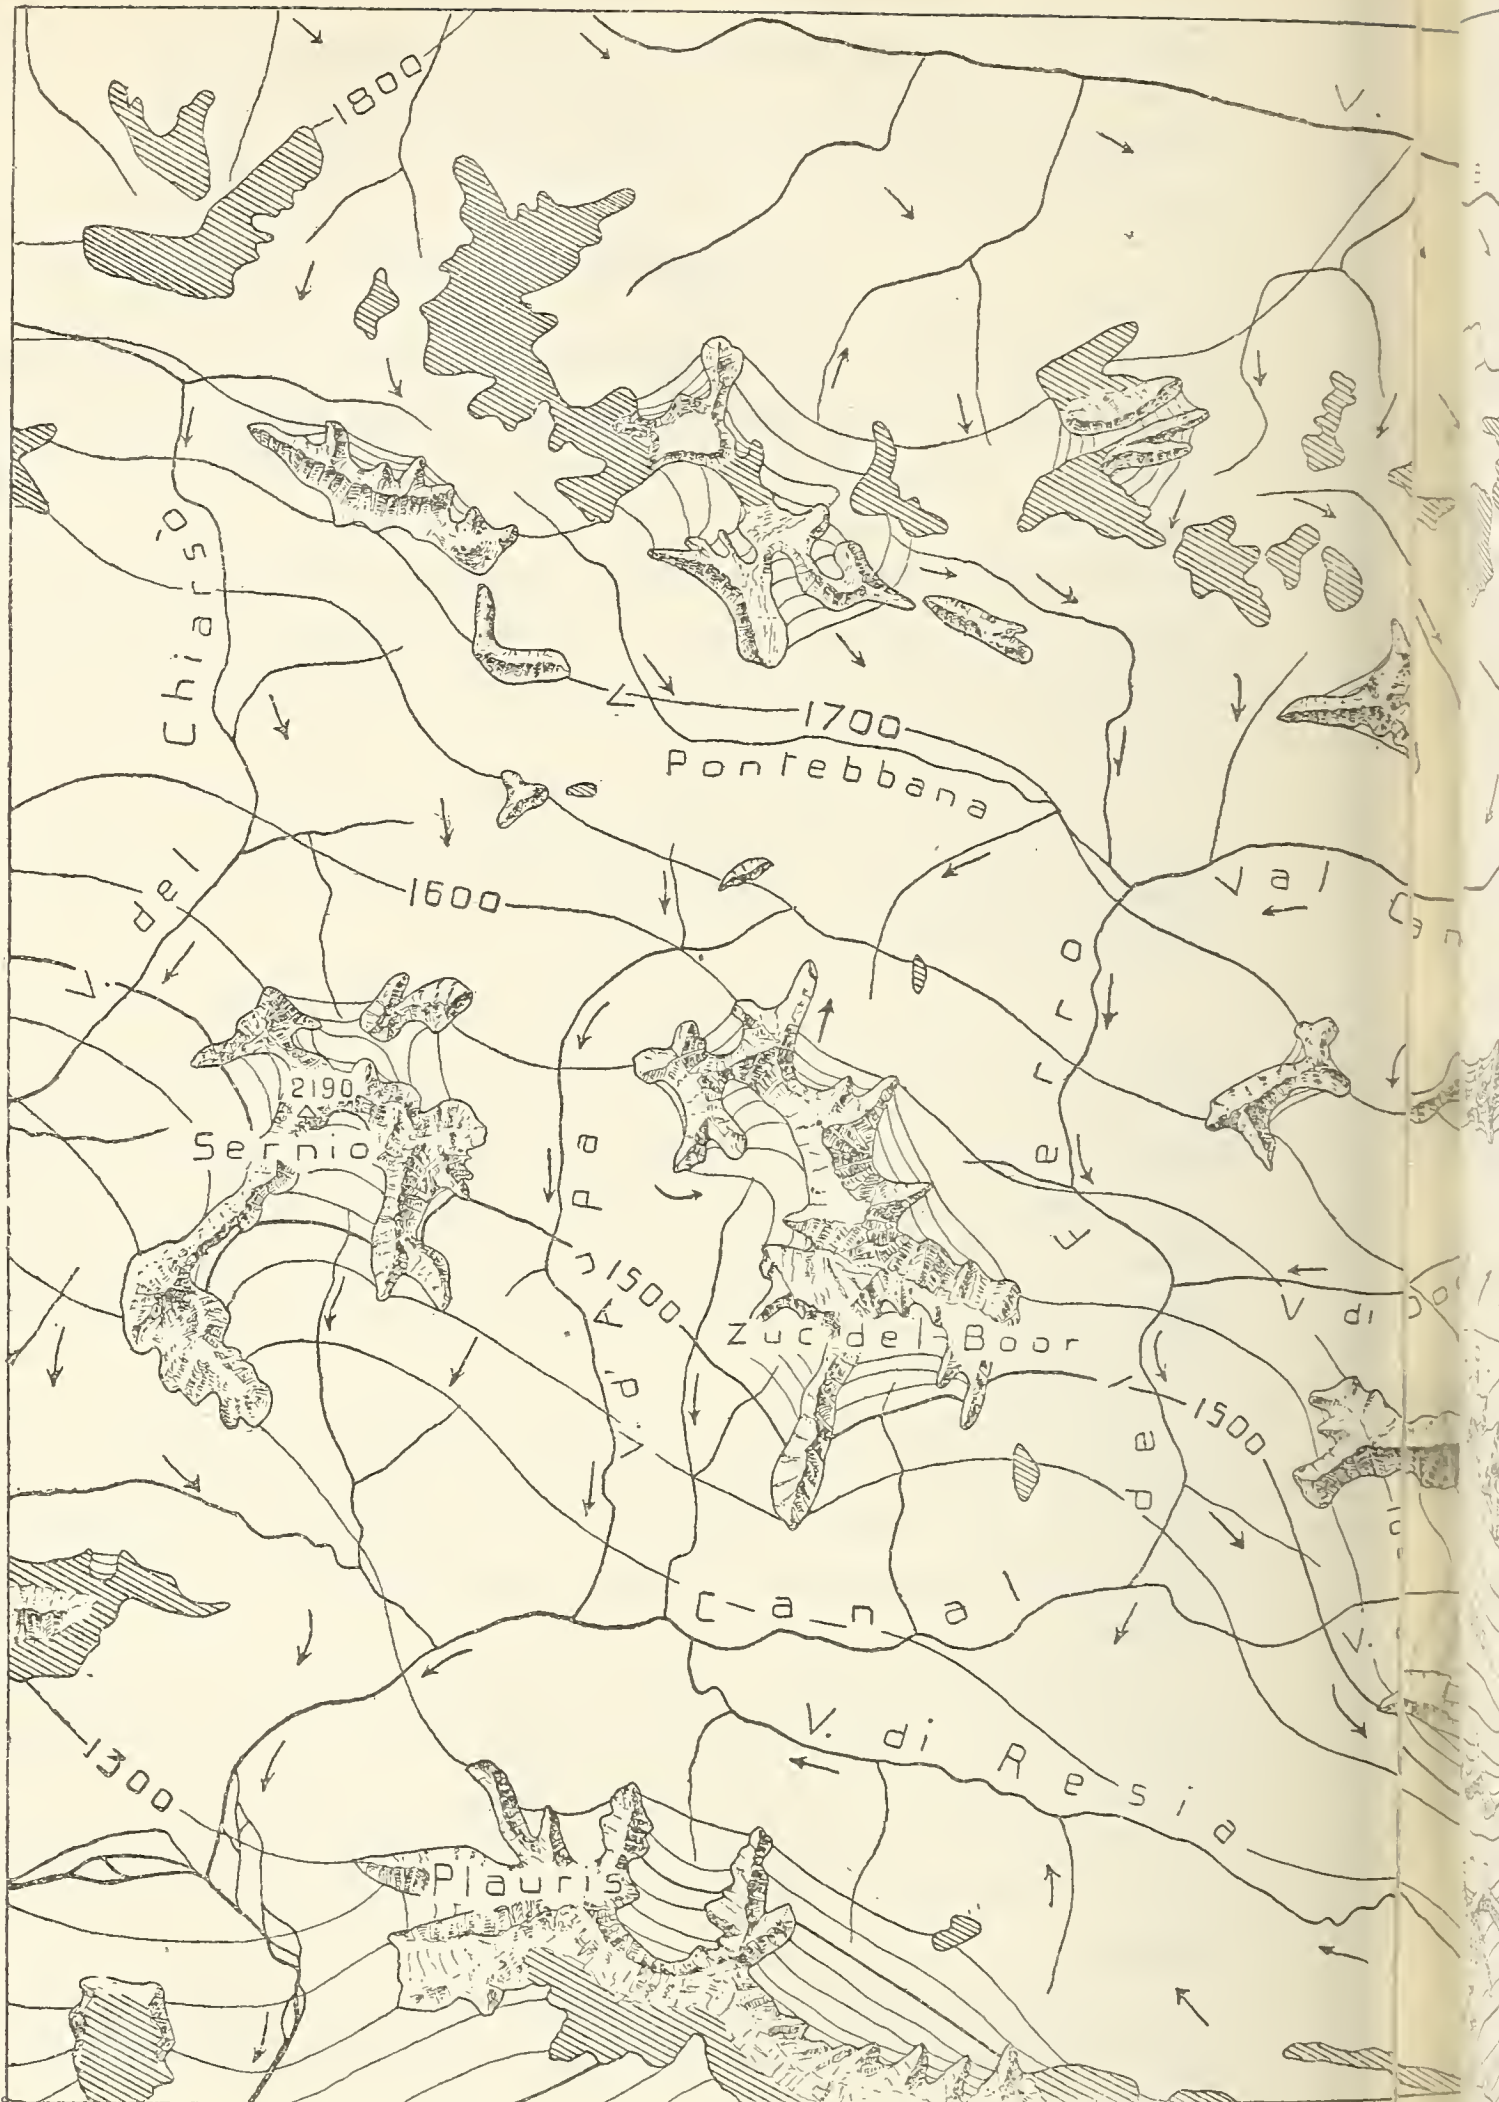 1800
V.
V. del Chiarsò
1700
V. Pontebbana
1600
Val Can
2190
Sernio
V. d'Aupa
1500
Zuc del Boor
Canal del Ferro
V. di
1500
V.
V. di Resia
1300
Plauris